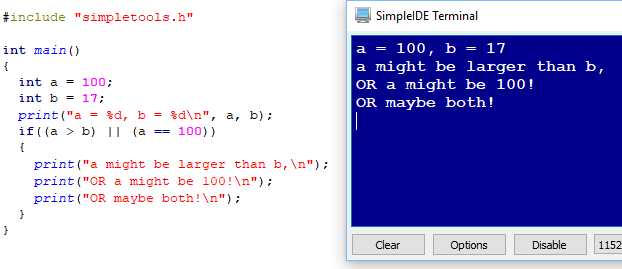 #include "simpletools.h"
int main()
{
  int a = 100;
  int b = 17;
  print("a = %d, b = %d\n", a, b);
  if((a > b) || (a == 100))
  {
    print("a might be larger than b,\n");
    print("OR a might be 100!\n");
    print("OR maybe both!\n");
  }
}
SimpleIDE Terminal
a = 100, b = 17
a might be larger than b,
OR a might be 100!
OR maybe both!
Clear Options Disable 1152